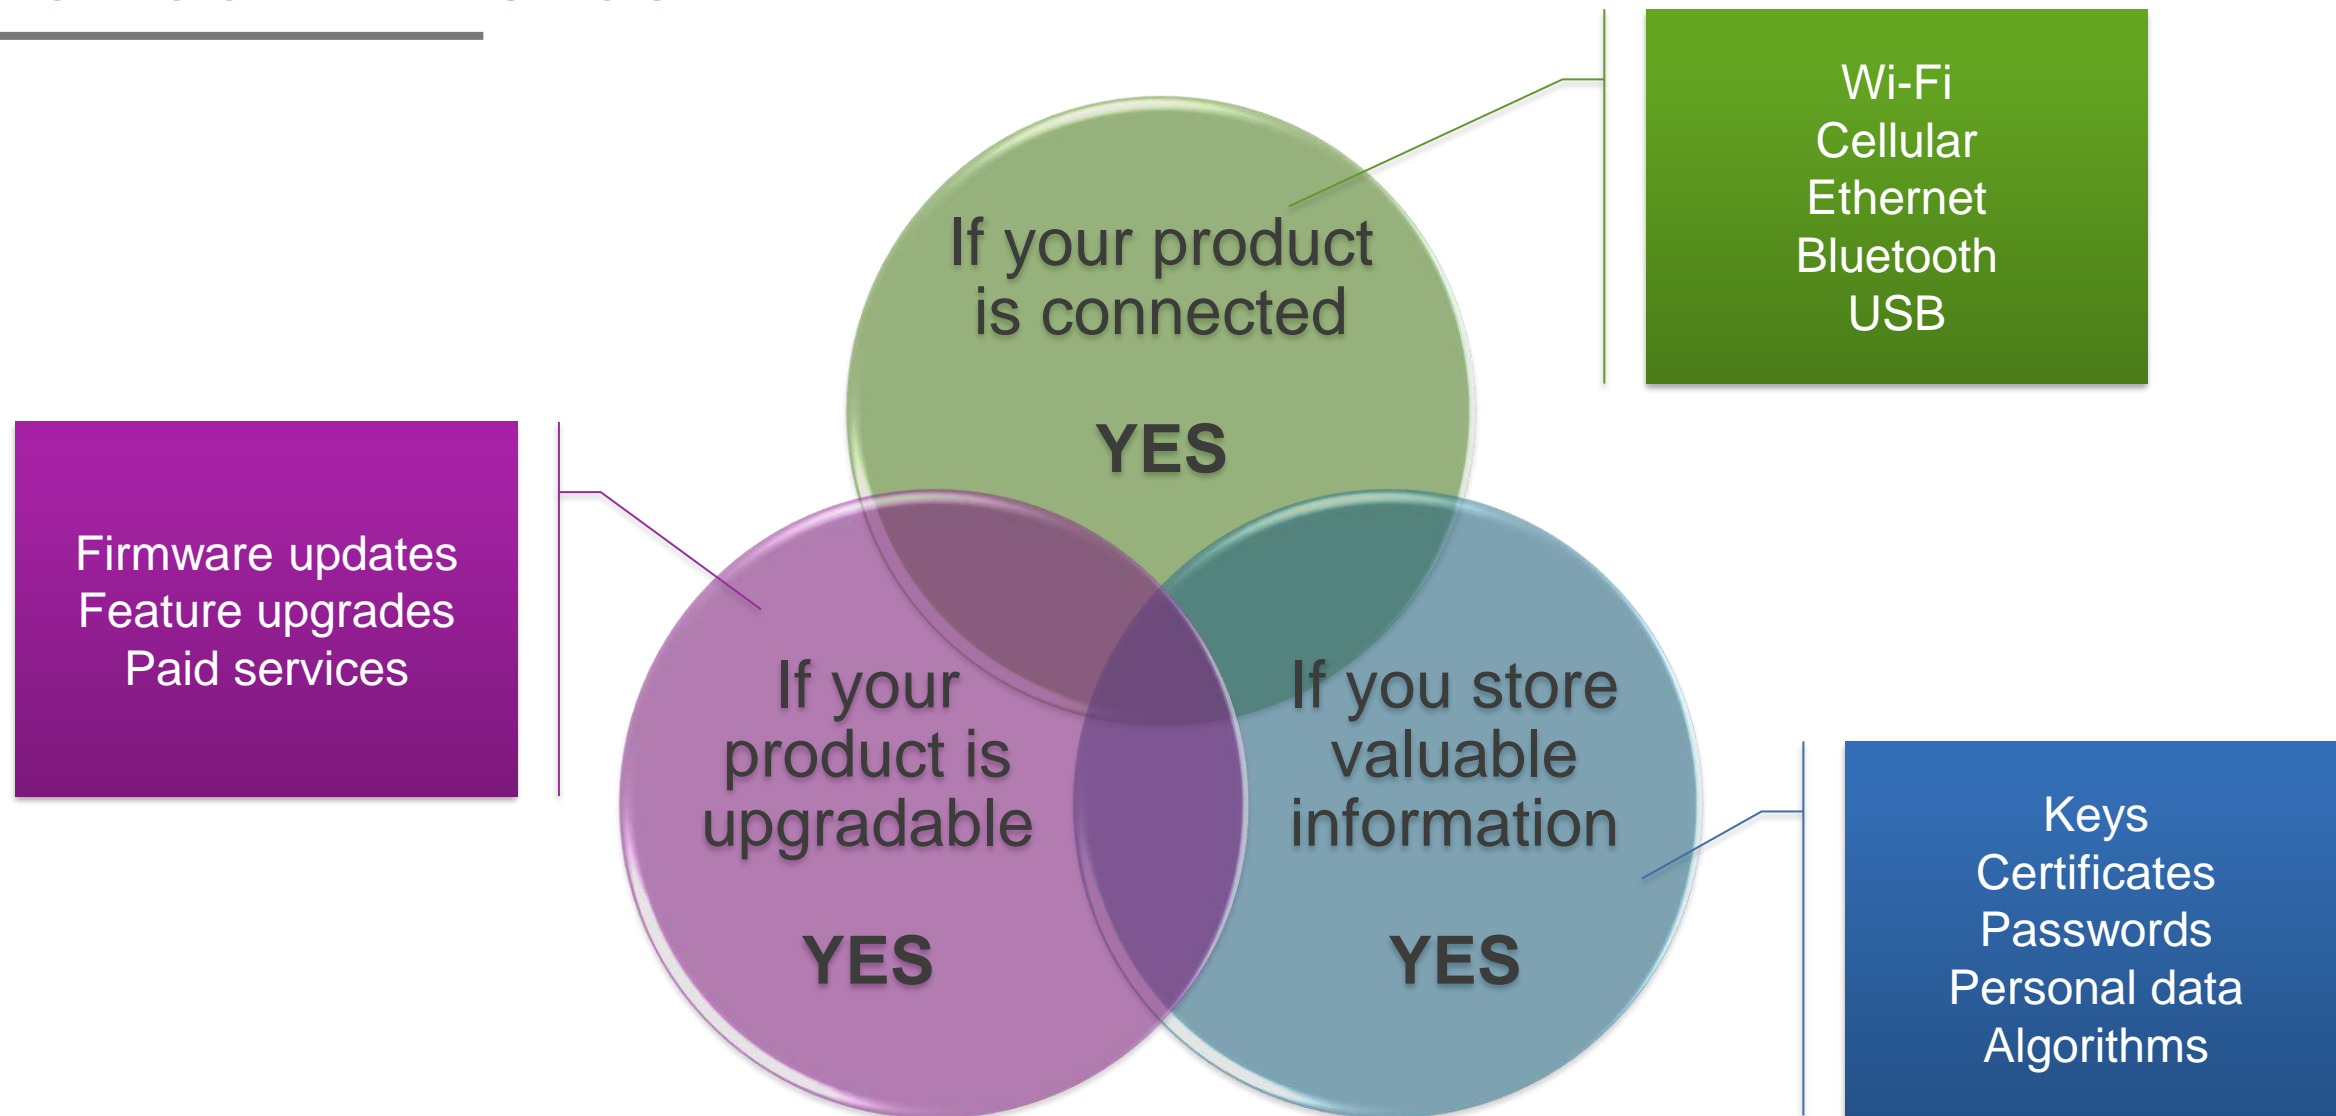 If your product
is connected
YES
Wi-Fi
Cellular
Ethernet
Bluetooth
USB
Firmware updates
Feature upgrades
Paid services
If your
product is
upgradable
YES
If you store
valuable
information
YES
Keys
Certificates
Passwords
Personal data
Algorithms